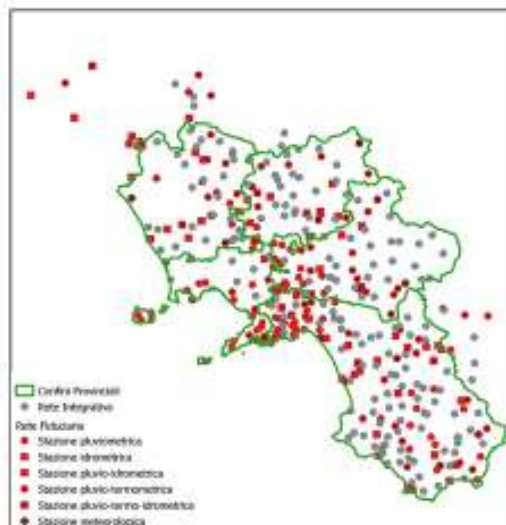 Confini Provinciali
Rete Integrativa
Rete Fiduciaria
Stazione pluviometrica
Stazione idrometrica
Stazione pluvio-idrometrica
Stazione pluvio-termometrica
Stazione pluvio-termo-idrometrica
Stazione meteorologica